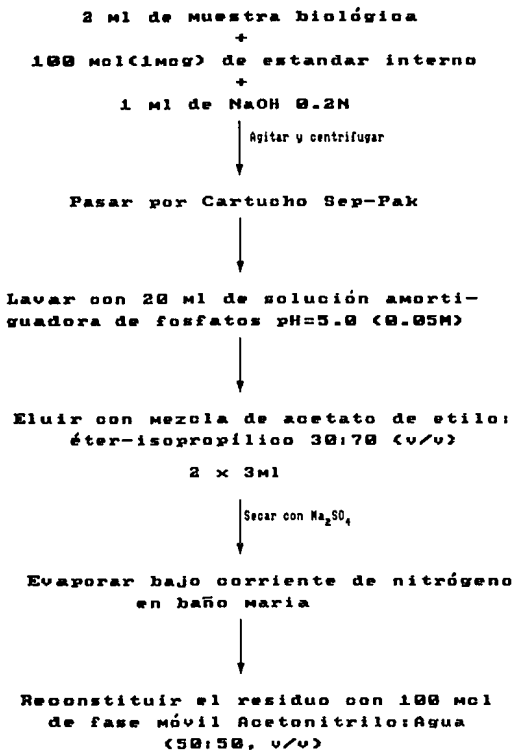 2 ml de muestra biológica
+
100 mcl(1mcg) de estandar interno
+
1 ml de NaOH 0.2N
Agitar y centrifugar
Pasar por Cartucho Sep-Pak
Lavar con 20 ml de solución amorti-
guadora de fosfatos pH=5.0 (0.05M)
Eluir con mezcla de acetato de etilo:
éter-isopropílico 30:70 (v/v)
2 x 3ml
Secar con Na₂SO₄
Evaporar bajo corriente de nitrógeno
en baño maria
Reconstituír el residuo con 100 mcl
de fase móvil Acetonitrilo:Agua
(50:50, v/v)